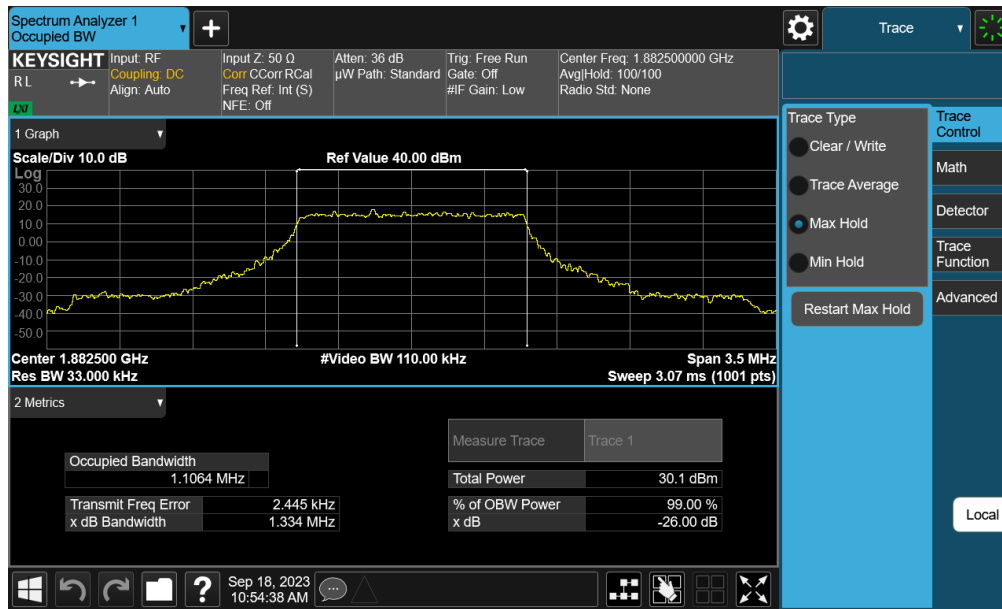 Spectrum Analyzer 1
Occupied BW
+
Trace
KEYSIGHT
R L
LXI
Input: RF
Coupling: DC
Align: Auto
Input Z: 50 Ω
Corr CCorr RCal
Freq Ref: Int (S)
NFE: Off
Atten: 36 dB
µW Path: Standard
Trig: Free Run
Gate: Off
#IF Gain: Low
Center Freq: 1.882500000 GHz
Avg|Hold: 100/100
Radio Std: None
1 Graph
Scale/Div 10.0 dB
Ref Value 40.00 dBm
Log
30.0
20.0
10.0
0.00
-10.0
-20.0
-30.0
-40.0
-50.0
Center 1.882500 GHz
#Video BW 110.00 kHz
Span 3.5 MHz
Res BW 33.000 kHz
Sweep 3.07 ms (1001 pts)
2 Metrics
Measure Trace
Trace 1
Occupied Bandwidth
1.1064 MHz
Total Power 30.1 dBm
Transmit Freq Error 2.445 kHz
% of OBW Power 99.00 %
x dB Bandwidth 1.334 MHz
x dB -26.00 dB
Trace Type
Clear / Write
Trace Average
Max Hold
Min Hold
Restart Max Hold
Trace
Control
Math
Detector
Trace
Function
Advanced
Local
?
Sep 18, 2023
10:54:38 AM